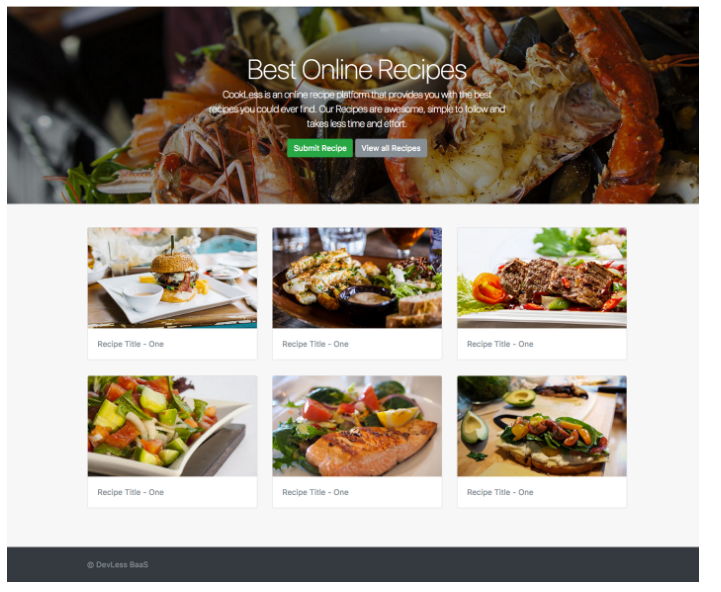 Best Online Recipes
CookLess is an online recipe platform that provides you with the best
recipes you could ever find. Our Recipes are awesome, simple to follow and
takes less time and effort.
Submit Recipe View all Recipes
Recipe Title - One Recipe Title - One Recipe Title - One
Recipe Title - One Recipe Title - One Recipe Title - One
© DevLess BaaS